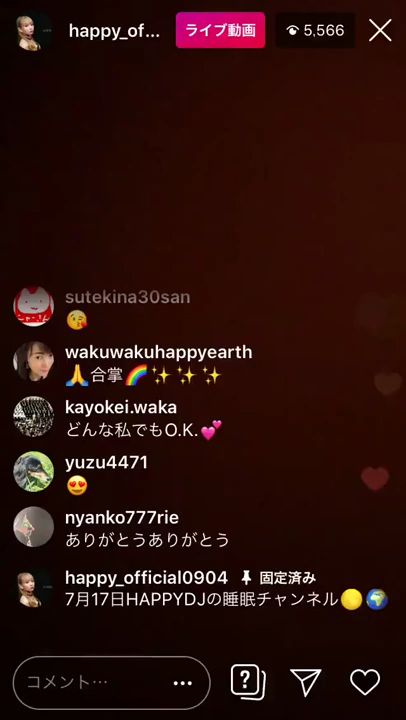 happy_of...
ライブ動画
5,566
sutekina30san
😘
wakuwakuhappyearth
🙏合掌🌈✨✨✨
kayokei.waka
どんな私でもO.K.💕
yuzu4471
😍
nyanko777rie
ありがとうありがとう
happy_official0904 📌 固定済み
7月17日HAPPYDJの睡眠チャンネル🌕🌍
コメント…